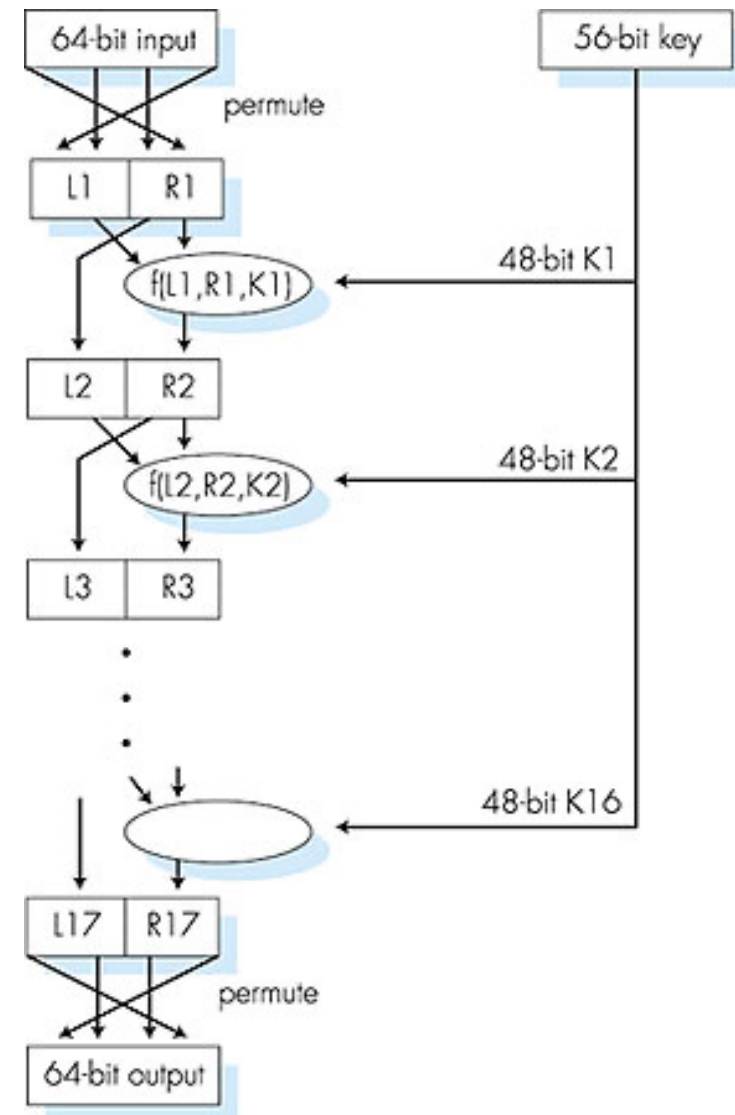 64-bit input
56-bit key
permute
L1 R1
48-bit K1
f(L1,R1,K1)
L2 R2
48-bit K2
f(L2,R2,K2)
L3 R3
48-bit K16
L17 R17
permute
64-bit output